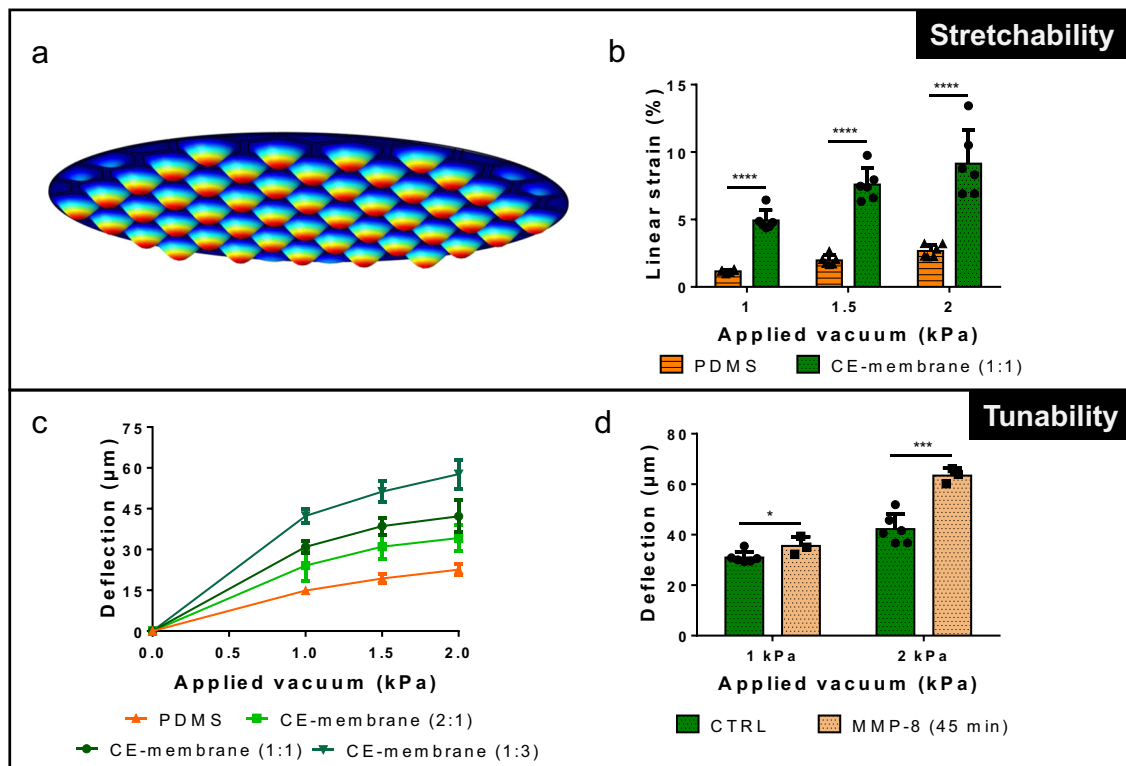 Stretchability
a
b
Linear strain (%)
15
10
5
0
****
****
****
1
1.5
2
Applied vacuum (kPa)
PDMS
CE-membrane (1:1)
Tunability
c
d
Deflection (µm)
75
60
45
30
15
0
0.0
0.5
1.0
1.5
2.0
Applied vacuum (kPa)
PDMS
CE-membrane (2:1)
CE-membrane (1:1)
CE-membrane (1:3)
Deflection (µm)
80
60
40
20
0
*
***
1 kPa
2 kPa
Applied vacuum (kPa)
CTRL
MMP-8 (45 min)